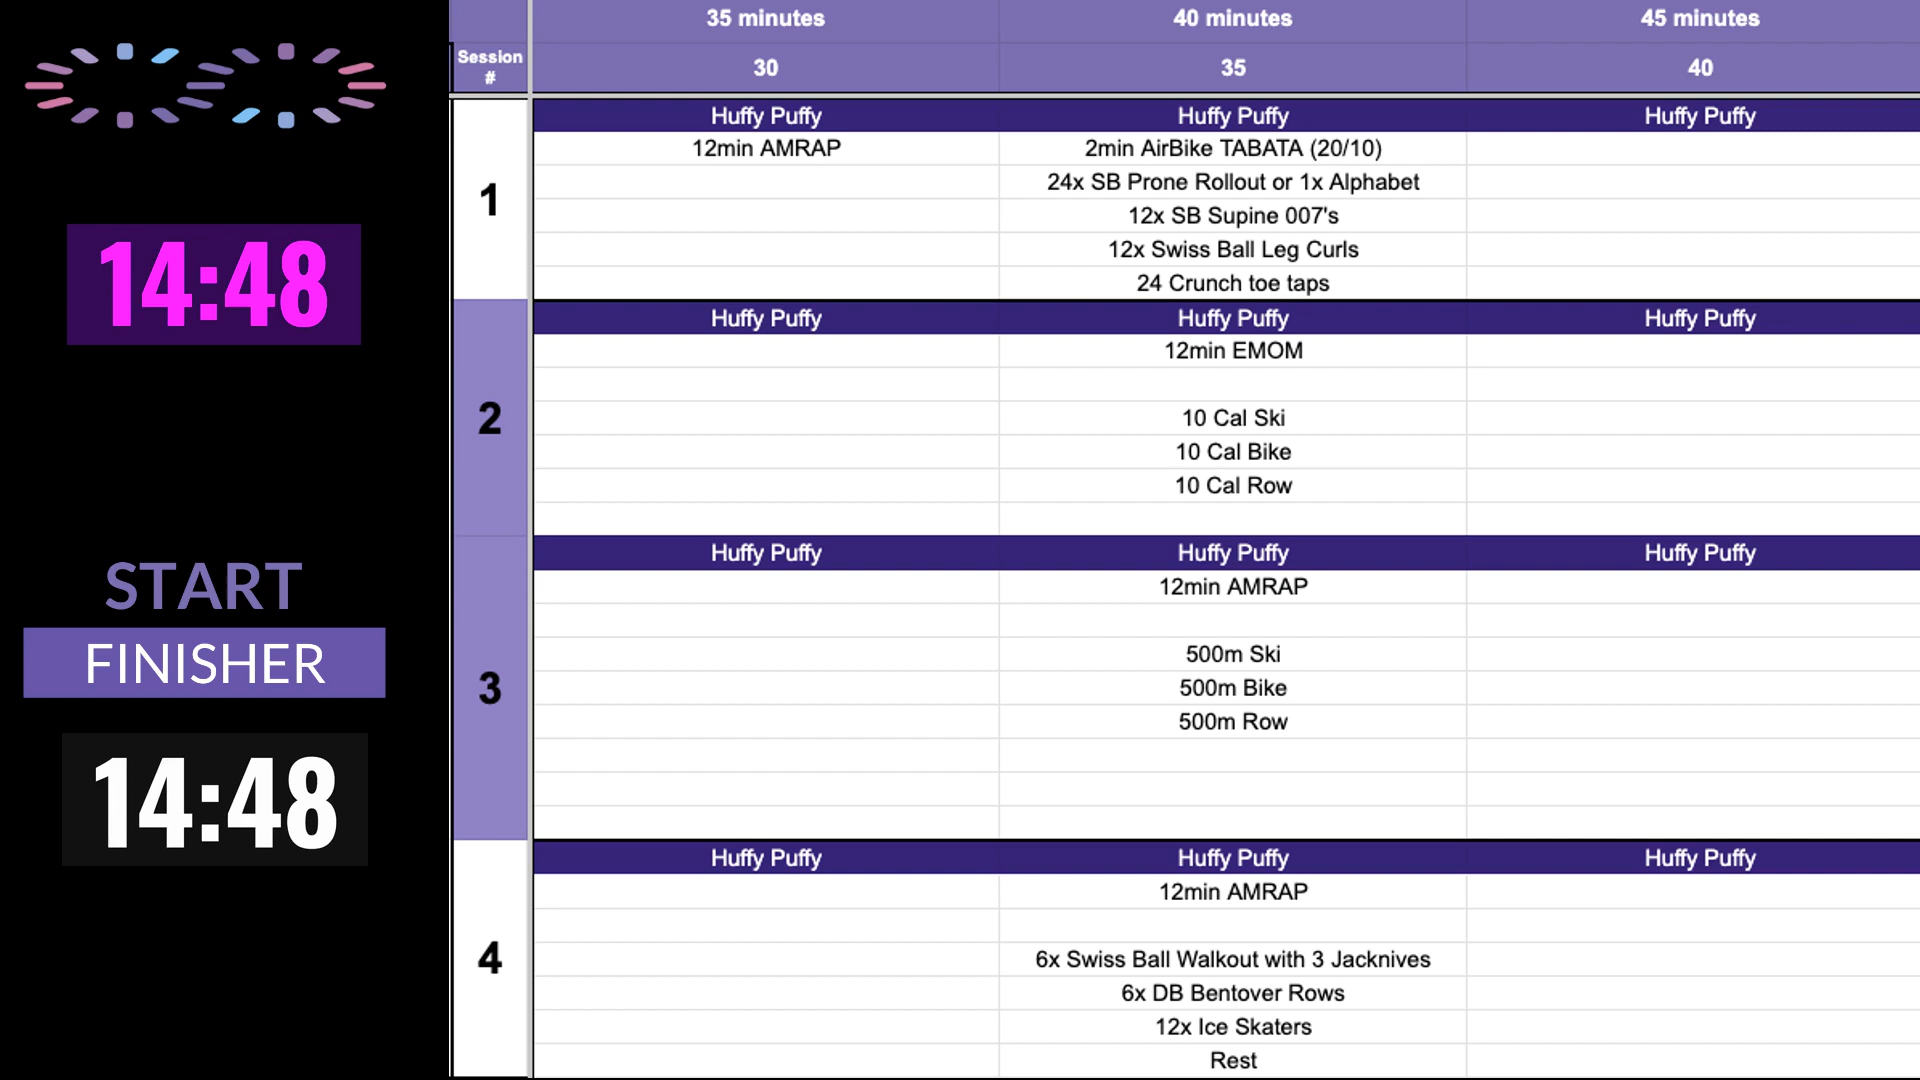 14:48
START
FINISHER
14:48
35 minutes 40 minutes 45 minutes
Session
#
30 35 40
1
Huffy Puffy Huffy Puffy Huffy Puffy
12min AMRAP 2min AirBike TABATA (20/10)
24x SB Prone Rollout or 1x Alphabet
12x SB Supine 007's
12x Swiss Ball Leg Curls
24 Crunch toe taps
2
Huffy Puffy Huffy Puffy Huffy Puffy
12min EMOM
10 Cal Ski
10 Cal Bike
10 Cal Row
3
Huffy Puffy Huffy Puffy Huffy Puffy
12min AMRAP
500m Ski
500m Bike
500m Row
4
Huffy Puffy Huffy Puffy Huffy Puffy
12min AMRAP
6x Swiss Ball Walkout with 3 Jacknives
6x DB Bentover Rows
12x Ice Skaters
Rest